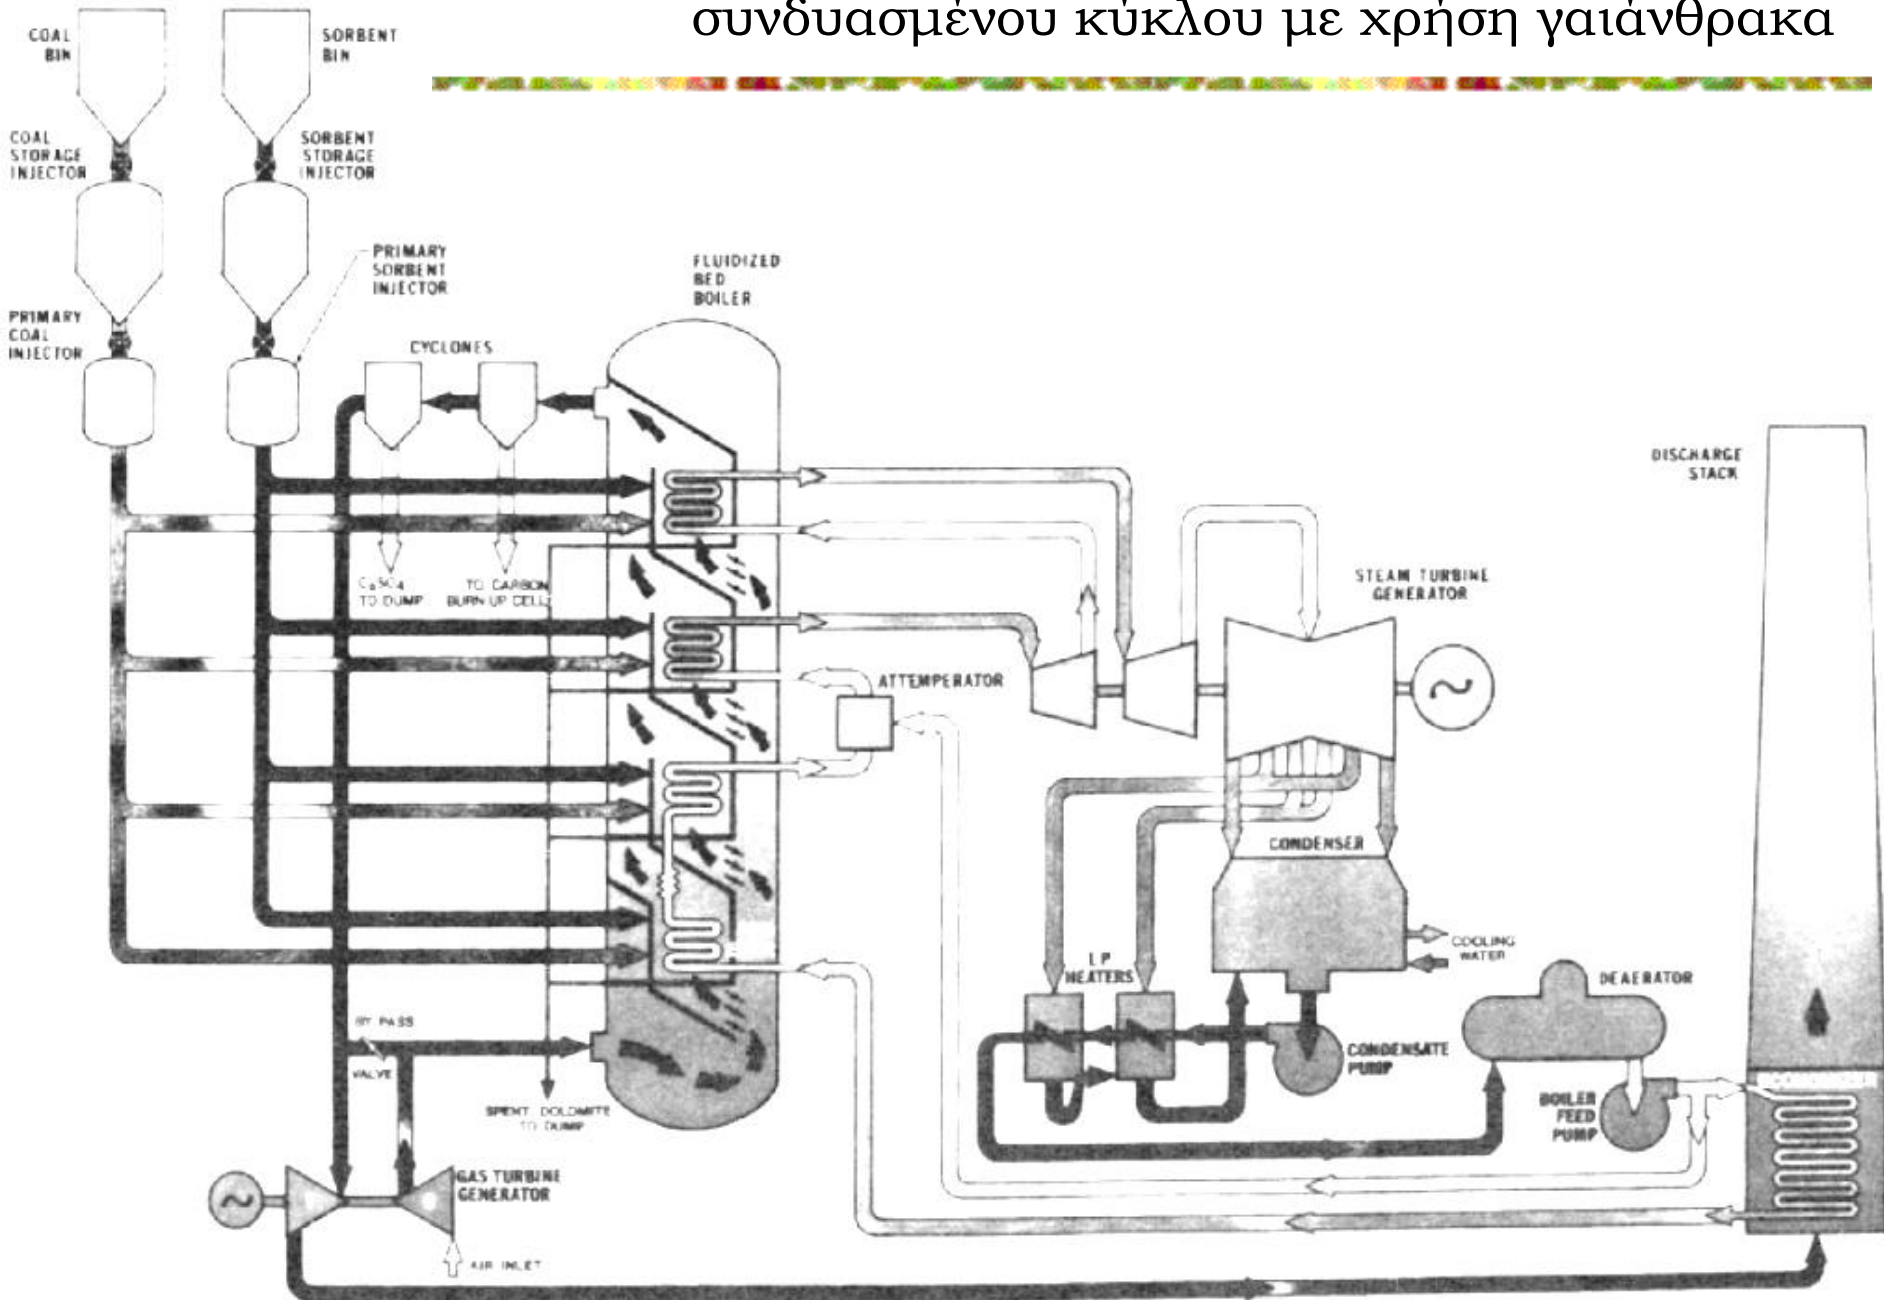 συνδυασμένου κύκλου με χρήση γαιάνθρακα
COAL
BIN
SORBENT
BIN
COAL
STORAGE
INJECTOR
SORBENT
STORAGE
INJECTOR
PRIMARY
SORBENT
INJECTOR
PRIMARY
COAL
INJECTOR
CYCLONES
FLUIDIZED
BED
BOILER
DISCHARGE
STACK
CaSO4
TO DUMP
TO CARBON
BURN UP CELL
STEAM TURBINE
GENERATOR
ATTEMPERATOR
CONDENSER
COOLING
WATER
L P
HEATERS
DEAERATOR
BY PASS
VALVE
CONDENSATE
PUMP
BOILER
FEED
PUMP
SPENT DOLOMITE
TO DUMP
GAS TURBINE
GENERATOR
AIR INLET